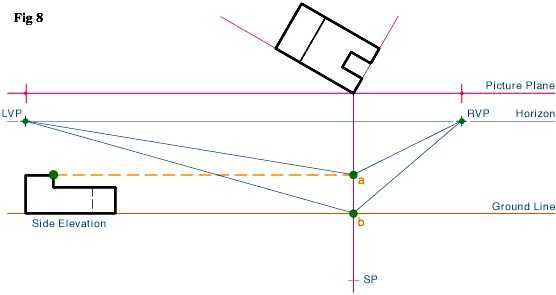 Fig 8
Picture Plane
LVP
RVP
Horizon
a
Ground Line
b
Side Elevation
SP